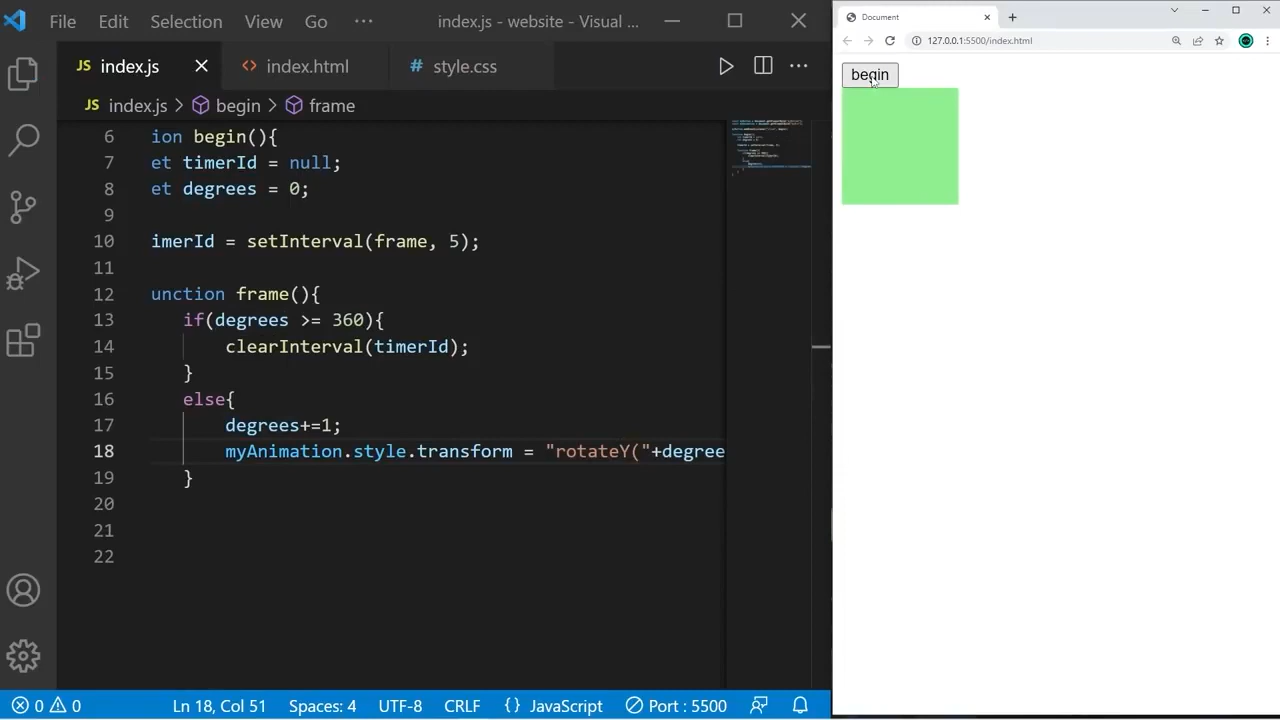 File Edit Selection View Go ··· index.js - website - Visual ...
JS index.js <> index.html # style.css ···
JS index.js > begin > frame
6 ion begin(){
7 et timerId = null;
8 et degrees = 0;
9
10 imerId = setInterval(frame, 5);
11
12 unction frame(){
13 if(degrees >= 360){
14 clearInterval(timerId);
15 }
16 else{
17 degrees+=1;
18 myAnimation.style.transform = "rotateY("+degree
19 }
20
21
22
0 0 Ln 18, Col 51 Spaces: 4 UTF-8 CRLF {} JavaScript Port : 5500
Document
127.0.0.1:5500/index.html
begin